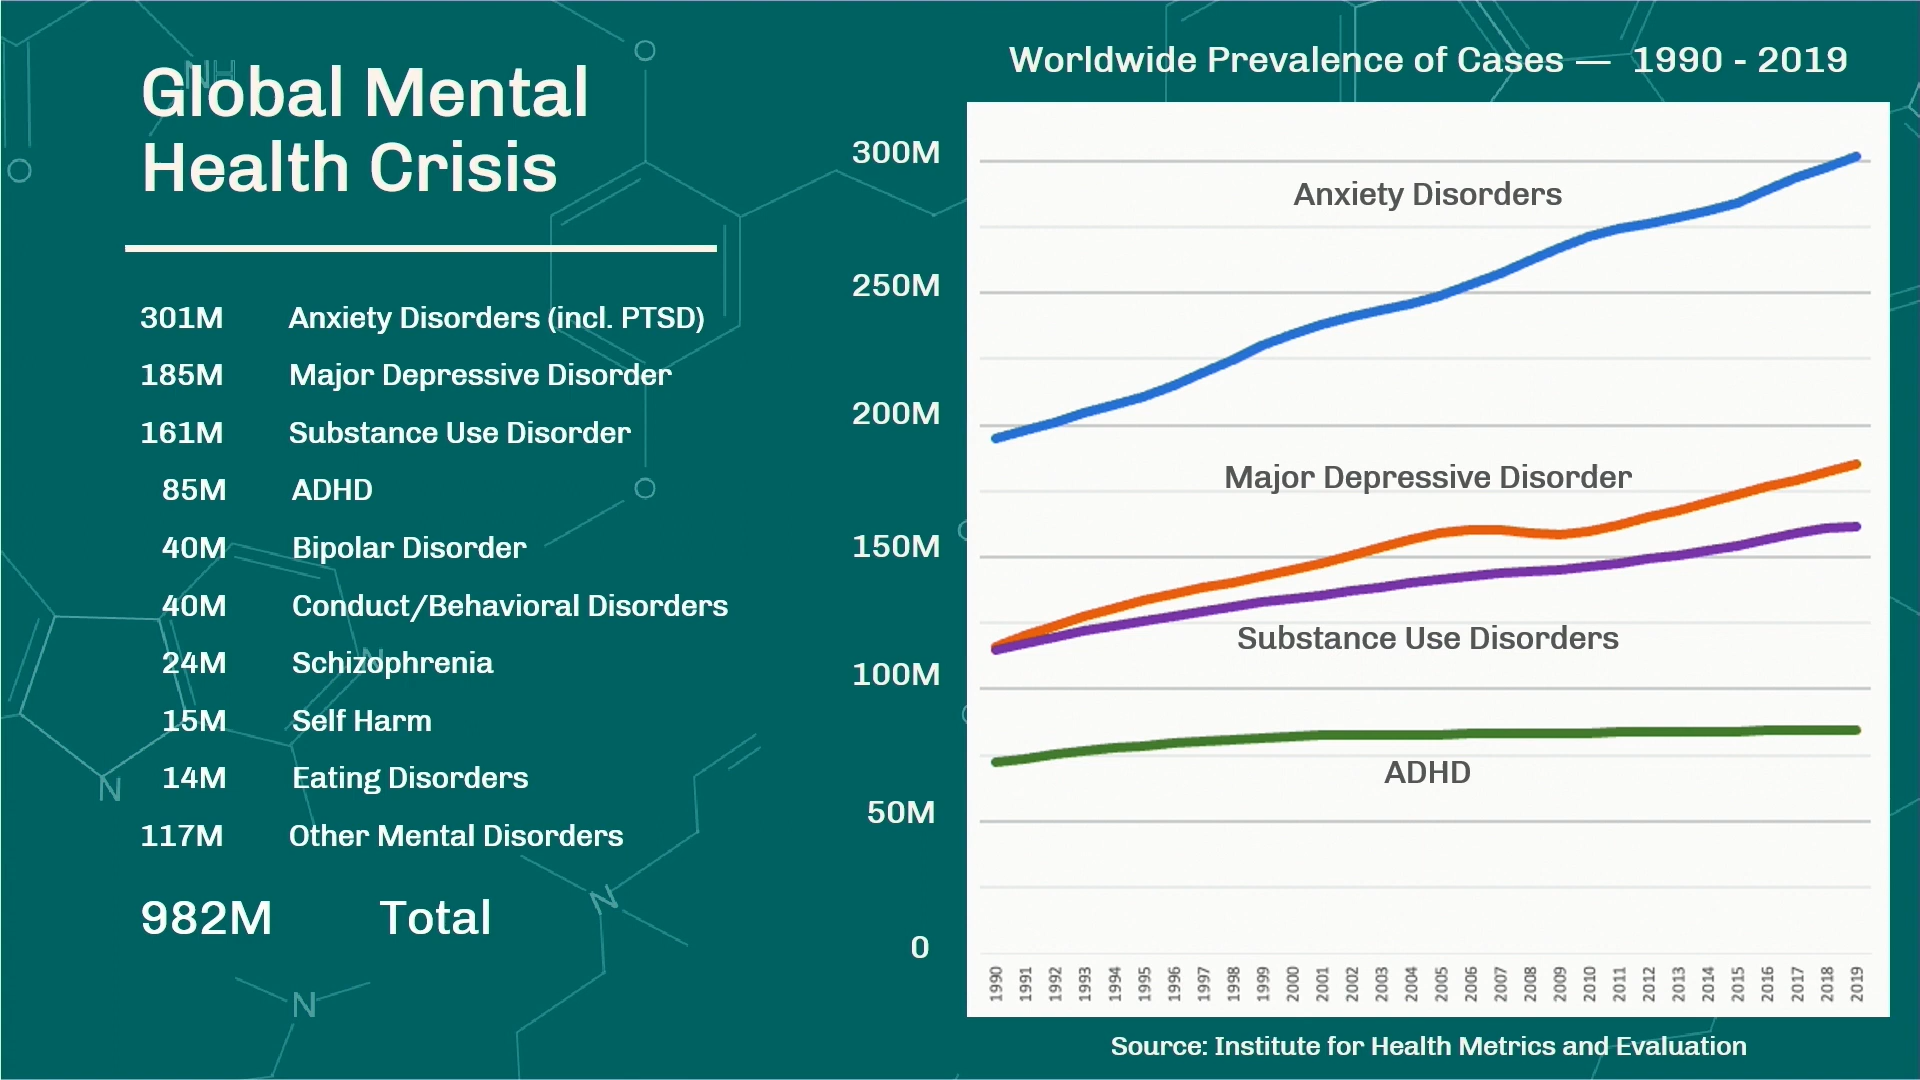 Global Mental
Health Crisis
301M Anxiety Disorders (incl. PTSD)
185M Major Depressive Disorder
161M Substance Use Disorder
85M ADHD
40M Bipolar Disorder
40M Conduct/Behavioral Disorders
24M Schizophrenia
15M Self Harm
14M Eating Disorders
117M Other Mental Disorders
982M Total
Worldwide Prevalence of Cases — 1990 - 2019
300M
250M
200M
150M
100M
50M
0
Anxiety Disorders
Major Depressive Disorder
Substance Use Disorders
ADHD
1990 1991 1992 1993 1994 1995 1996 1997 1998 1999 2000 2001 2002 2003 2004 2005 2006 2007 2008 2009 2010 2011 2012 2013 2014 2015 2016 2017 2018 2019
Source: Institute for Health Metrics and Evaluation
NH
O
O
O
N
N
N
N